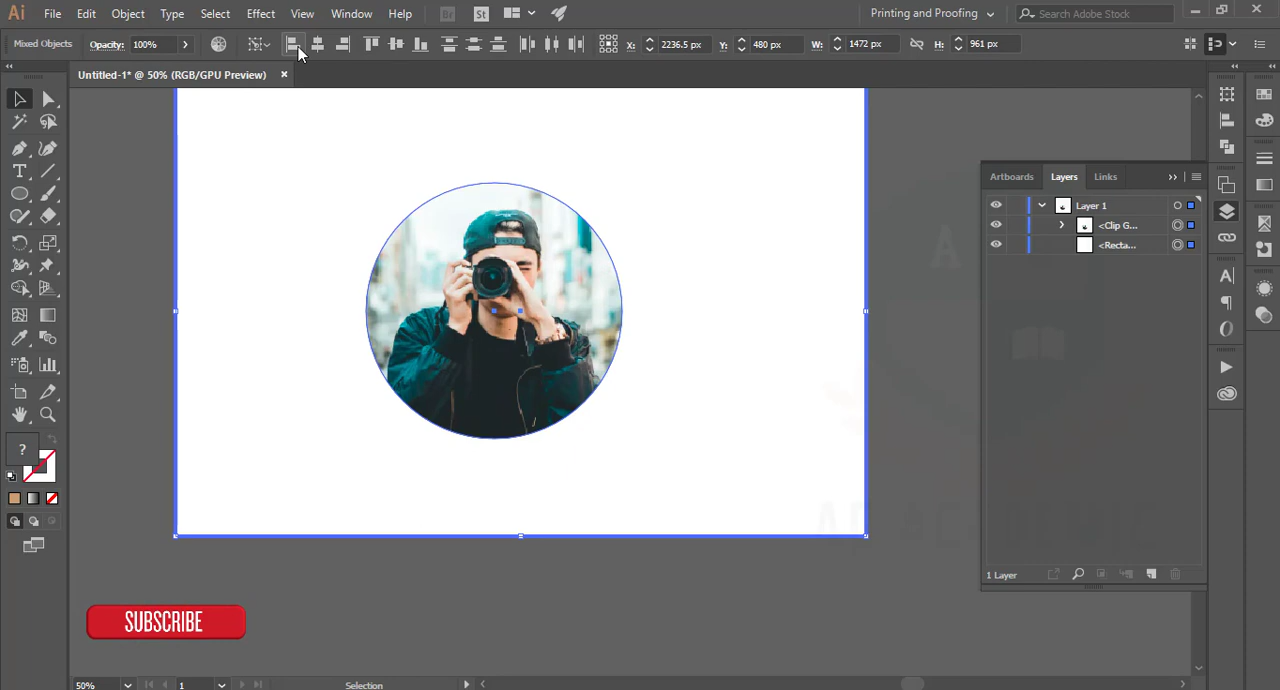 Ai File Edit Object Type Select Effect View Window Help Br St Printing and Proofing Search Adobe Stock
Mixed Objects Opacity: 100% X: 2236.5 px Y: 480 px W: 1472 px H: 961 px
Untitled-1* @ 50% (RGB/GPU Preview) ×
Artboards Layers Links
Layer 1
<Clip G...
<Recta...
?
1 Layer
SUBSCRIBE
50% 1 Selection